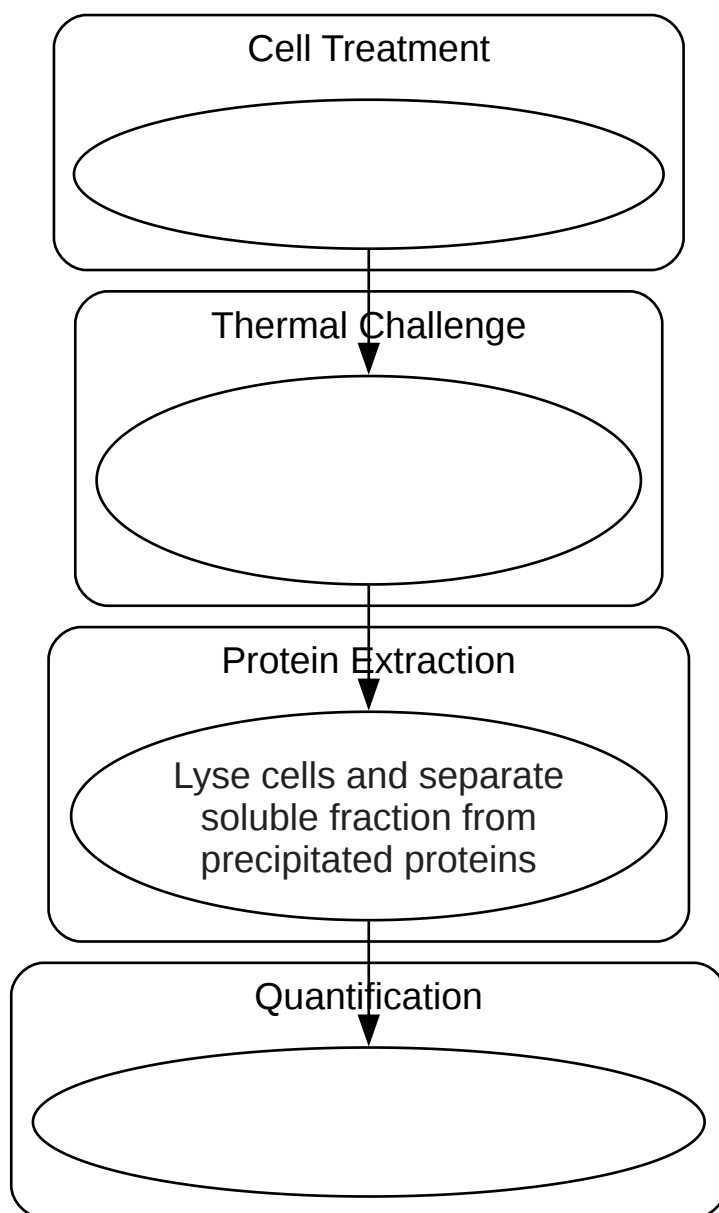 Cell Treatment
Thermal Challenge
Protein Extraction
Lyse cells and separate
soluble fraction from
precipitated proteins
Quantification